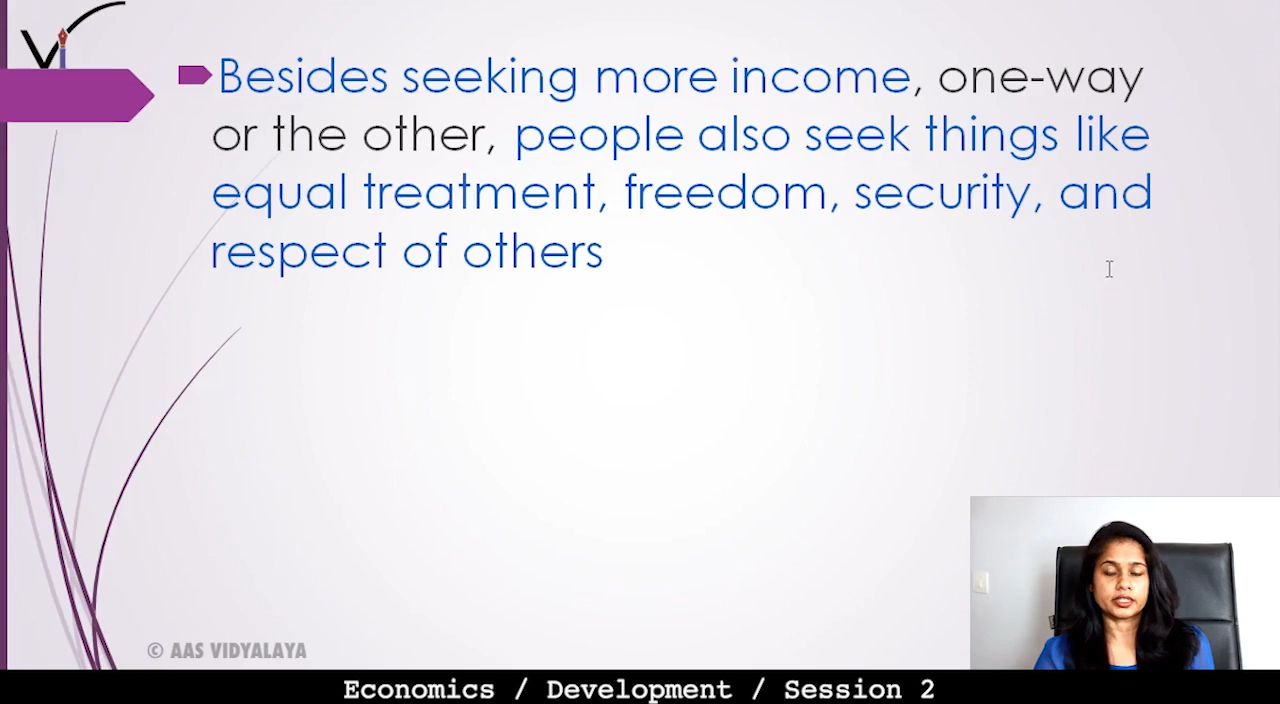 Besides seeking more income, one-way
or the other, people also seek things like
equal treatment, freedom, security, and
respect of others
© AAS VIDYALAYA
Economics / Development / Session 2